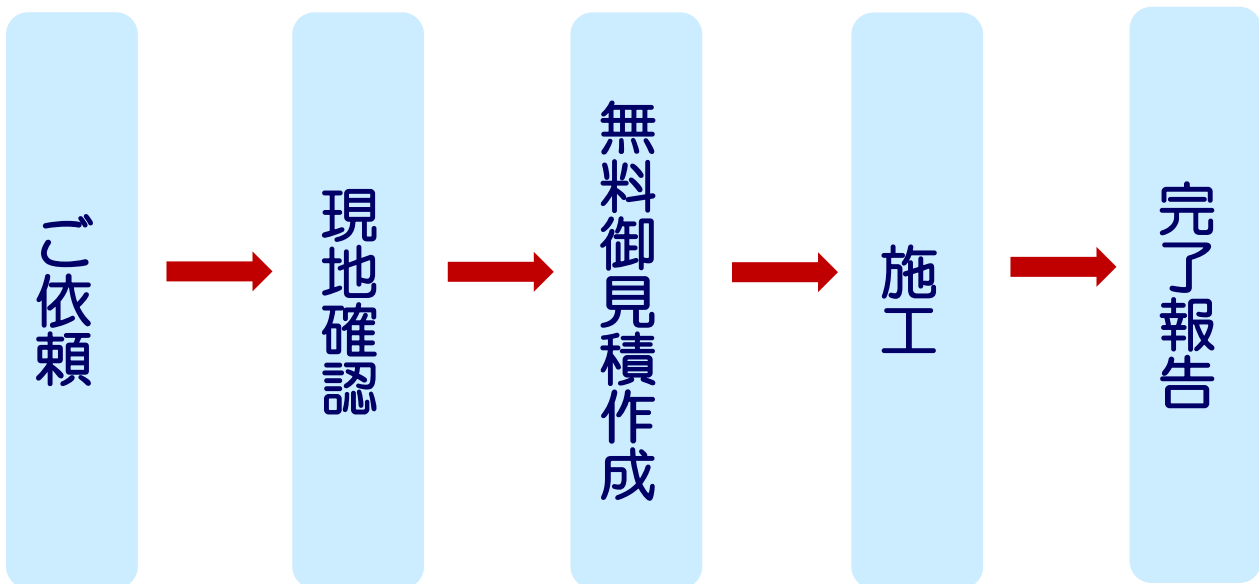 ご依頼
現地確認
無料御見積作成
施工
完了報告